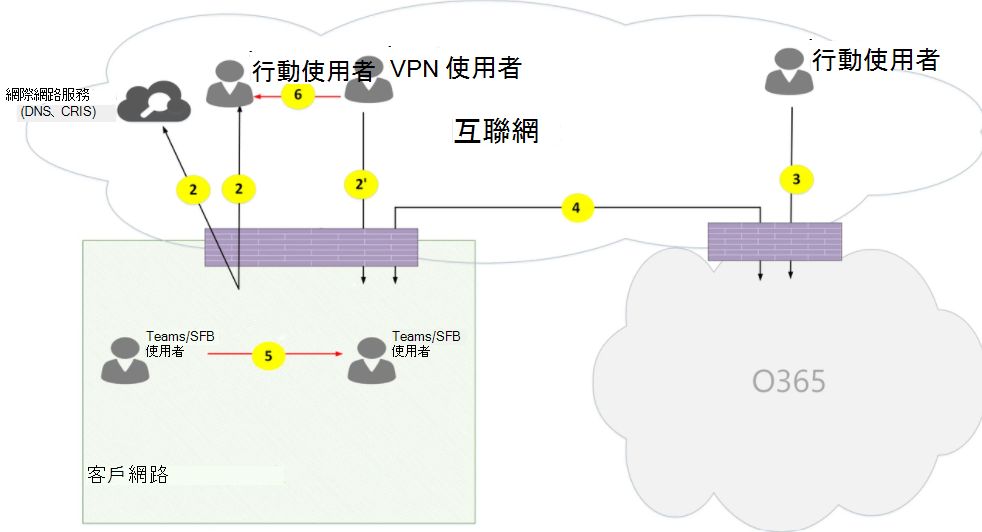 行動使用者
VPN 使用者
行動使用者
網際網路服務
(DNS、CRIS)
6
互聯網
2
2
2'
3
4
Teams/SFB
使用者
5
Teams/SFB
使用者
O365
客戶網路